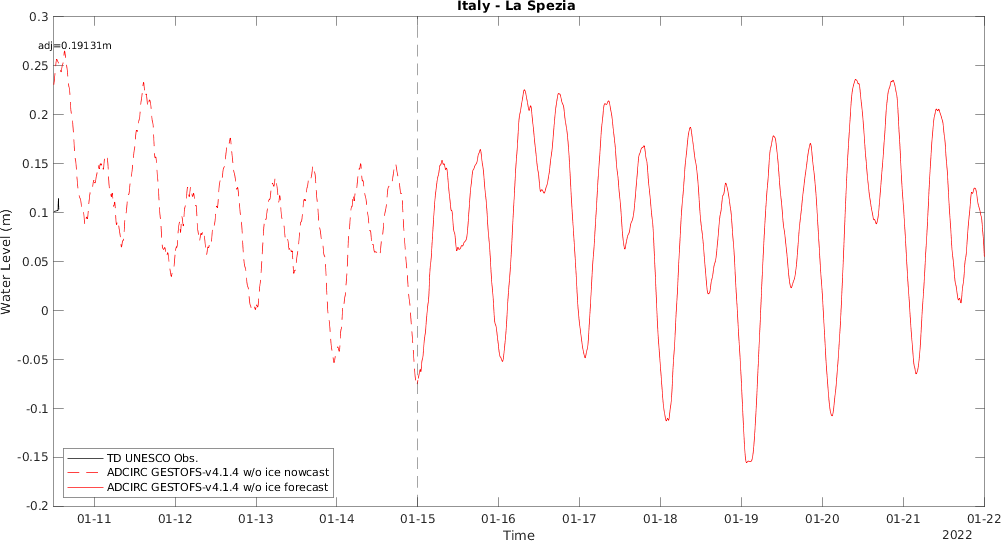 Italy - La Spezia
adj=0.19131m
0.3
0.25
0.2
0.15
0.1
0.05
0
-0.05
-0.1
-0.15
-0.2
Water Level (m)
TD UNESCO Obs.
ADCIRC GESTOFS-v4.1.4 w/o ice nowcast
ADCIRC GESTOFS-v4.1.4 w/o ice forecast
01-11 01-12 01-13 01-14 01-15 01-16 01-17 01-18 01-19 01-20 01-21 01-22
Time
2022